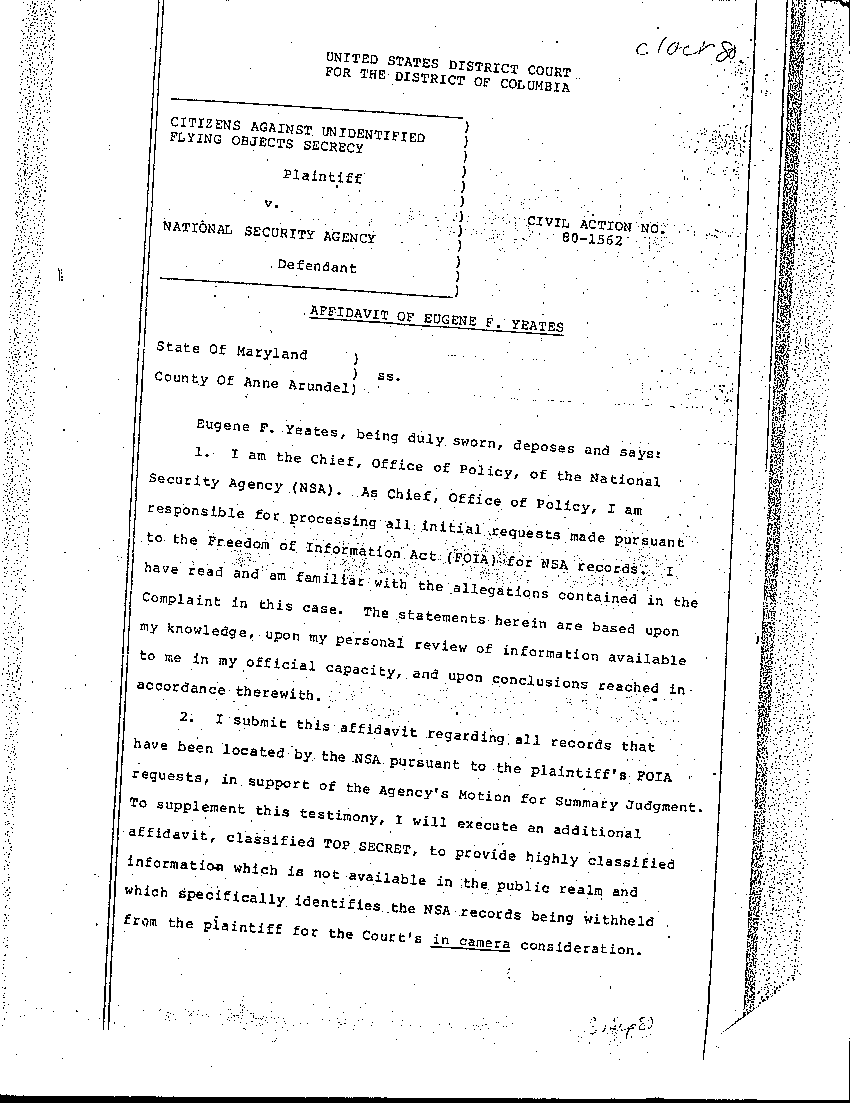 UNITED STATES DISTRICT COURT
FOR THE DISTRICT OF COLUMBIA
CITIZENS AGAINST UNIDENTIFIED )
FLYING OBJECTS SECRECY )
Plaintiff )
v. )
NATIONAL SECURITY AGENCY )
Defendant )
CIVIL ACTION NO.
80-1562
AFFIDAVIT OF EUGENE F. YEATES
State Of Maryland )
) ss.
County Of Anne Arundel)
Eugene F. Yeates, being duly sworn, deposes and says:
1. I am the Chief, Office of Policy, of the National
Security Agency (NSA). As Chief, Office of Policy, I am
responsible for processing all initial requests made pursuant
to the Freedom of Information Act (FOIA) for NSA records. I
have read and am familiar with the allegations contained in the
Complaint in this case. The statements herein are based upon
my knowledge, upon my personal review of information available
to me in my official capacity, and upon conclusions reached in
accordance therewith.
2. I submit this affidavit regarding all records that
have been located by the NSA pursuant to the plaintiff's FOIA
requests, in support of the Agency's Motion for Summary Judgment.
To supplement this testimony, I will execute an additional
affidavit, classified TOP SECRET, to provide highly classified
information which is not available in the public realm and
which specifically identifies the NSA records being withheld
from the plaintiff for the Court's in camera consideration.